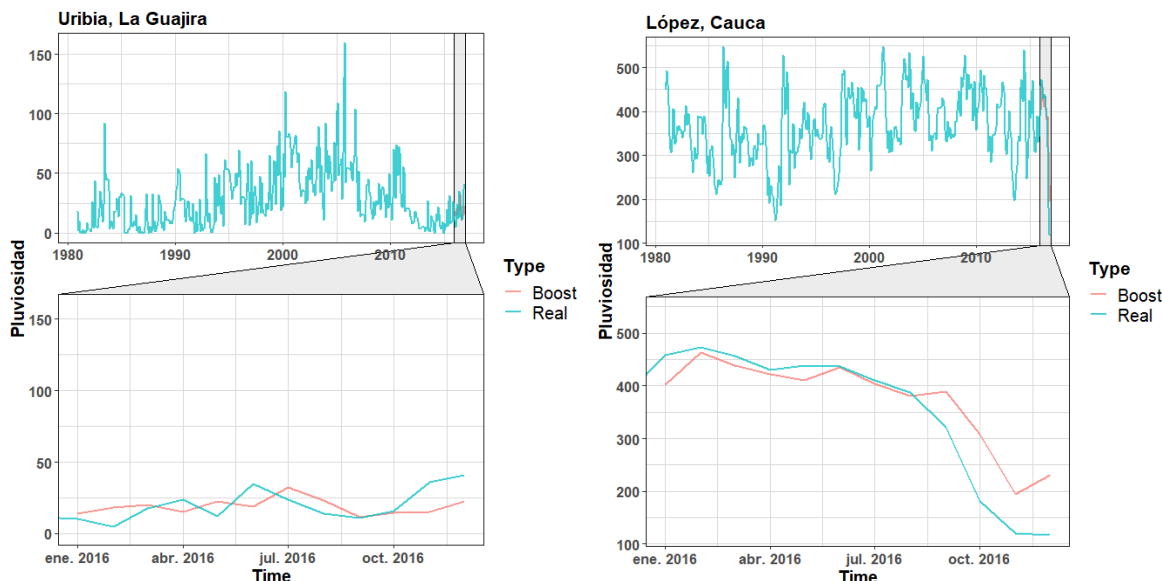 Uribia, La Guajira
150
100
50
0
1980 1990 2000 2010
Pluviosidad
150
100
50
0
ene. 2016 abr. 2016 jul. 2016 oct. 2016
Time
Type
Boost
Real
López, Cauca
500
400
300
200
100
1980 1990 2000 2010
Pluviosidad
500
400
300
200
100
ene. 2016 abr. 2016 jul. 2016 oct. 2016
Time
Type
Boost
Real